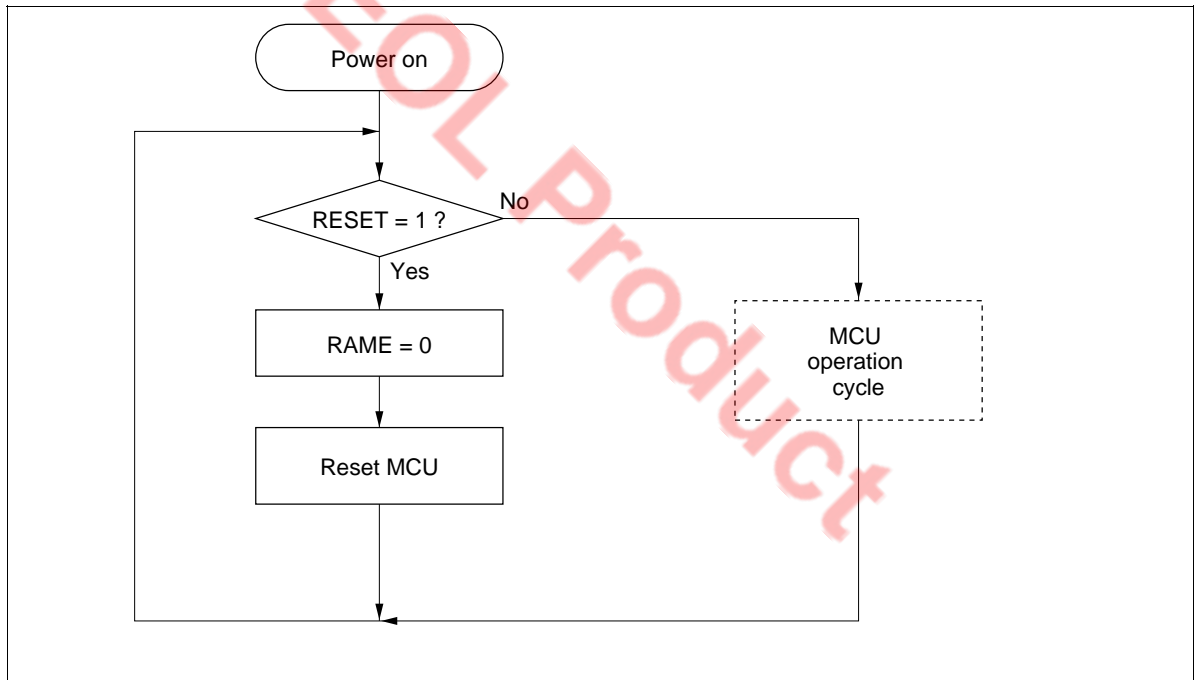 Power on
RESET = 1 ?
No
Yes
RAME = 0
MCU
operation
cycle
Reset MCU
EOL Product